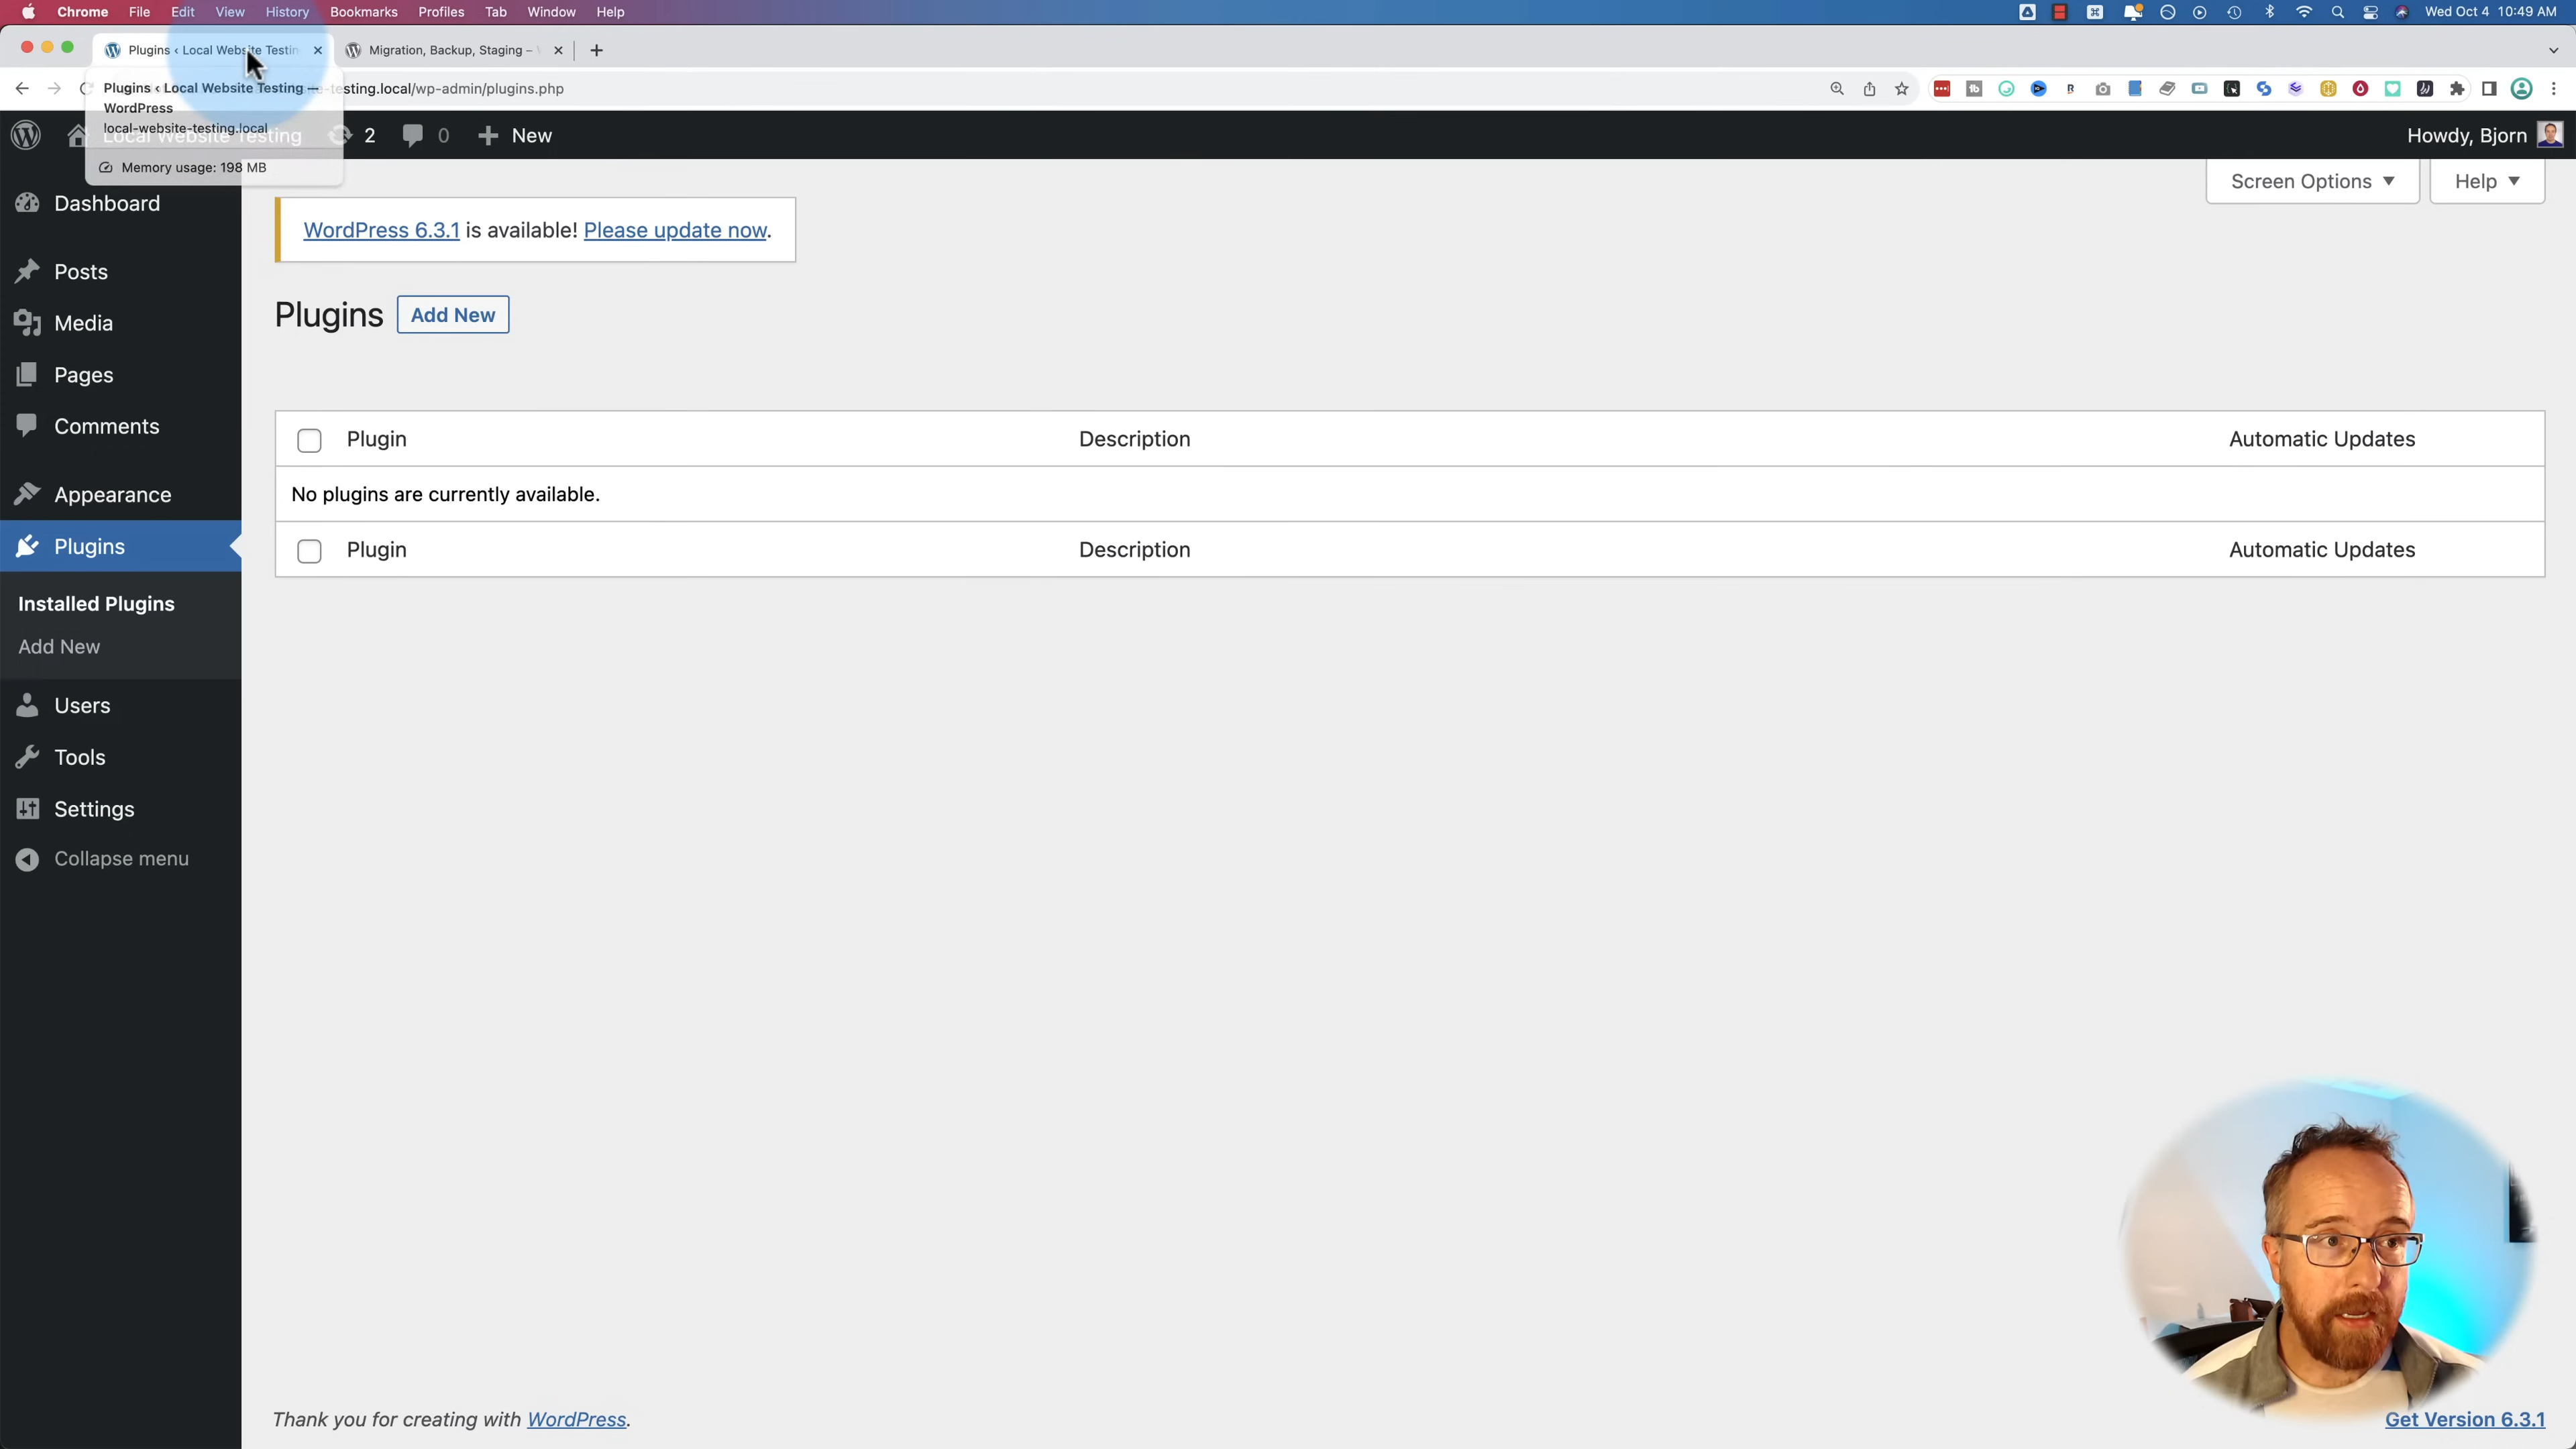 Chrome File Edit View History Bookmarks Profiles Tab Window Help
Wed Oct 4 10:49 AM
Plugins ‹ Local Website Testin
Migration, Backup, Staging –
Plugins ‹ Local Website Testing —
WordPress
local-website-testing.local
Memory usage: 198 MB
-testing.local/wp-admin/plugins.php
Local Website Testing 2 0 New
Howdy, Bjorn
Screen Options Help
Dashboard
Posts
Media
Pages
Comments
Appearance
Plugins
Installed Plugins
Add New
Users
Tools
Settings
Collapse menu
WordPress 6.3.1 is available! Please update now.
Plugins Add New
Plugin Description Automatic Updates
No plugins are currently available.
Plugin Description Automatic Updates
Thank you for creating with WordPress.
Get Version 6.3.1